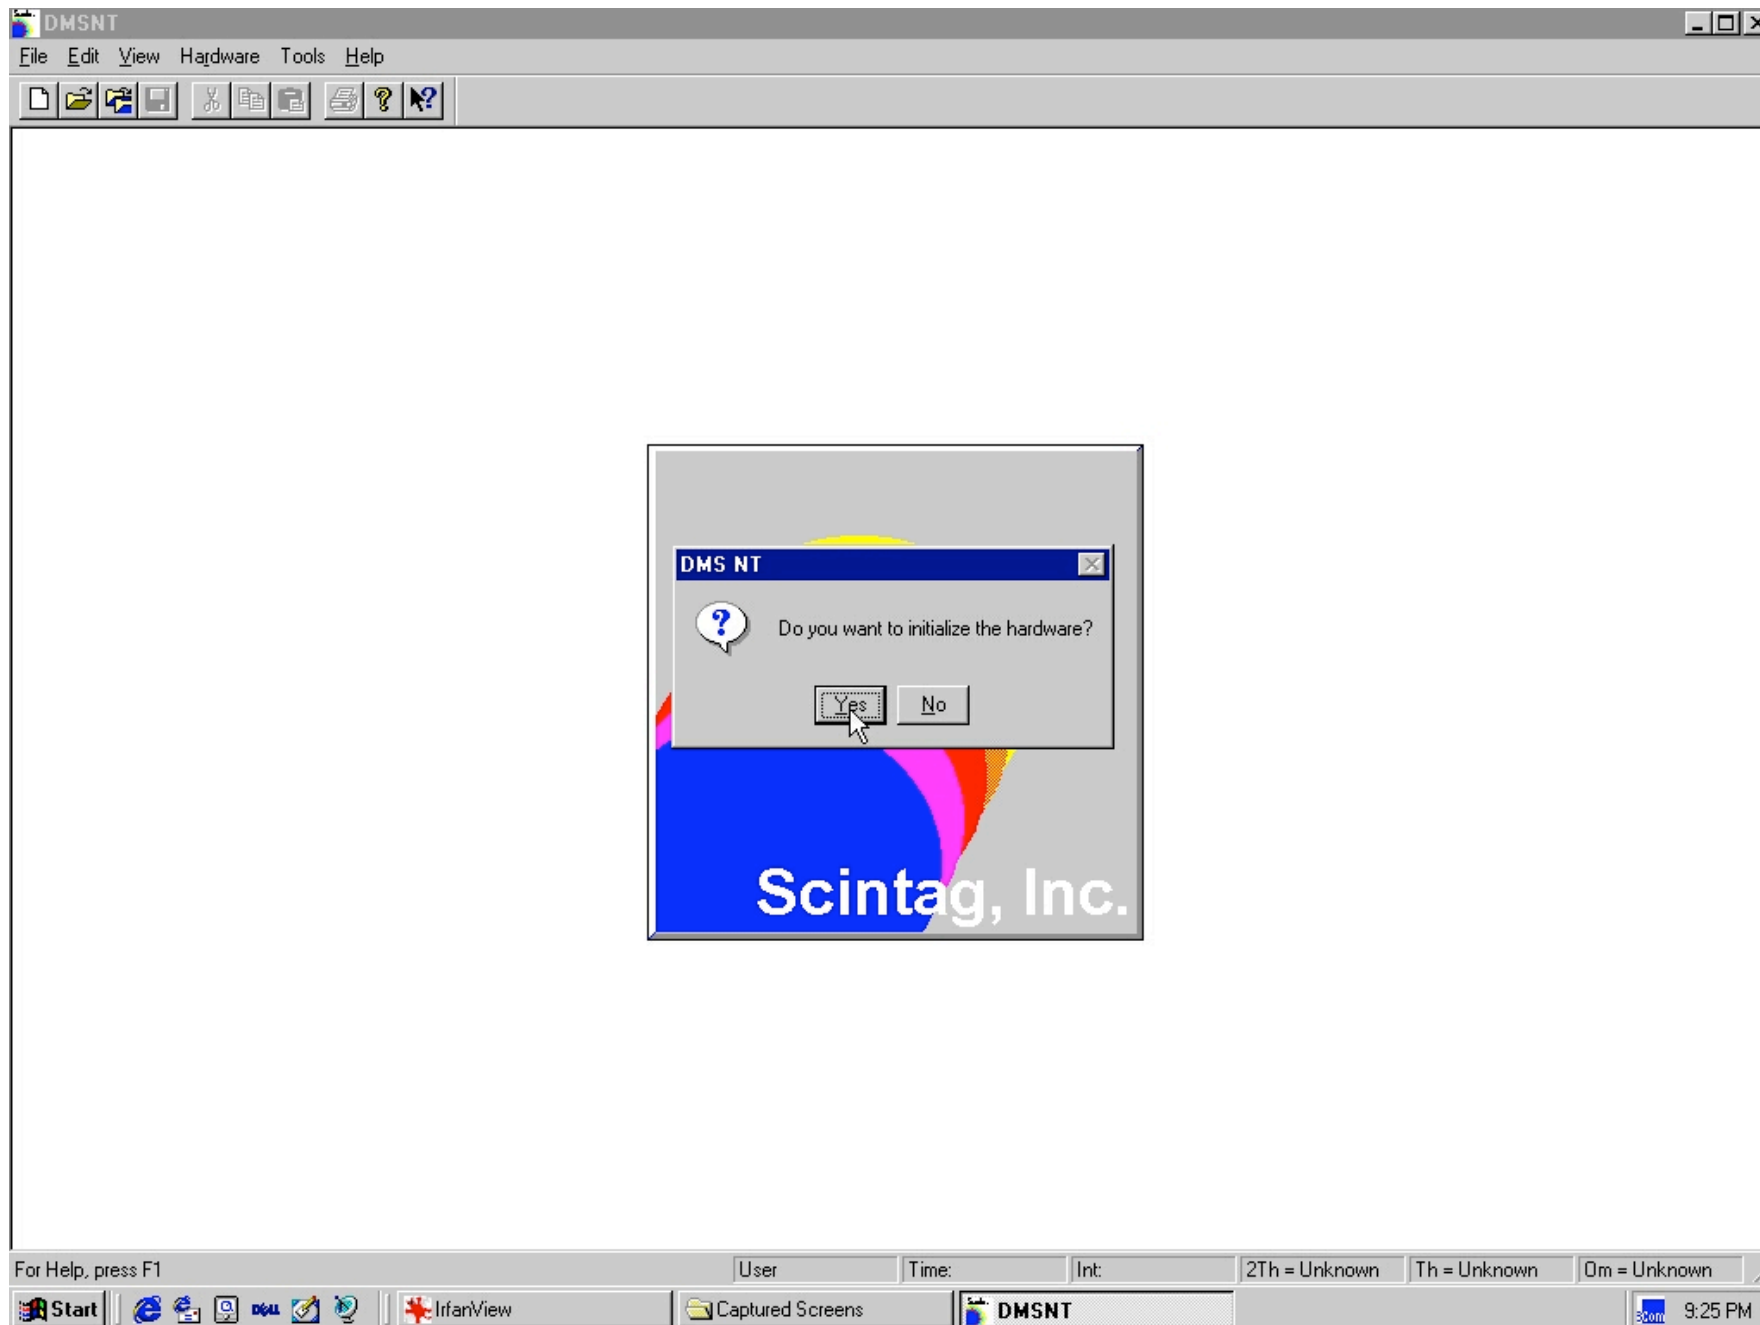 DMSNT
File Edit View Hardware Tools Help
DMS NT
Do you want to initialize the hardware?
Yes No
Scintag, Inc.
For Help, press F1 User Time: Int: 2Th = Unknown Th = Unknown Om = Unknown
Start DELL IrfanView Captured Screens DMSNT 3Com 9:25 PM